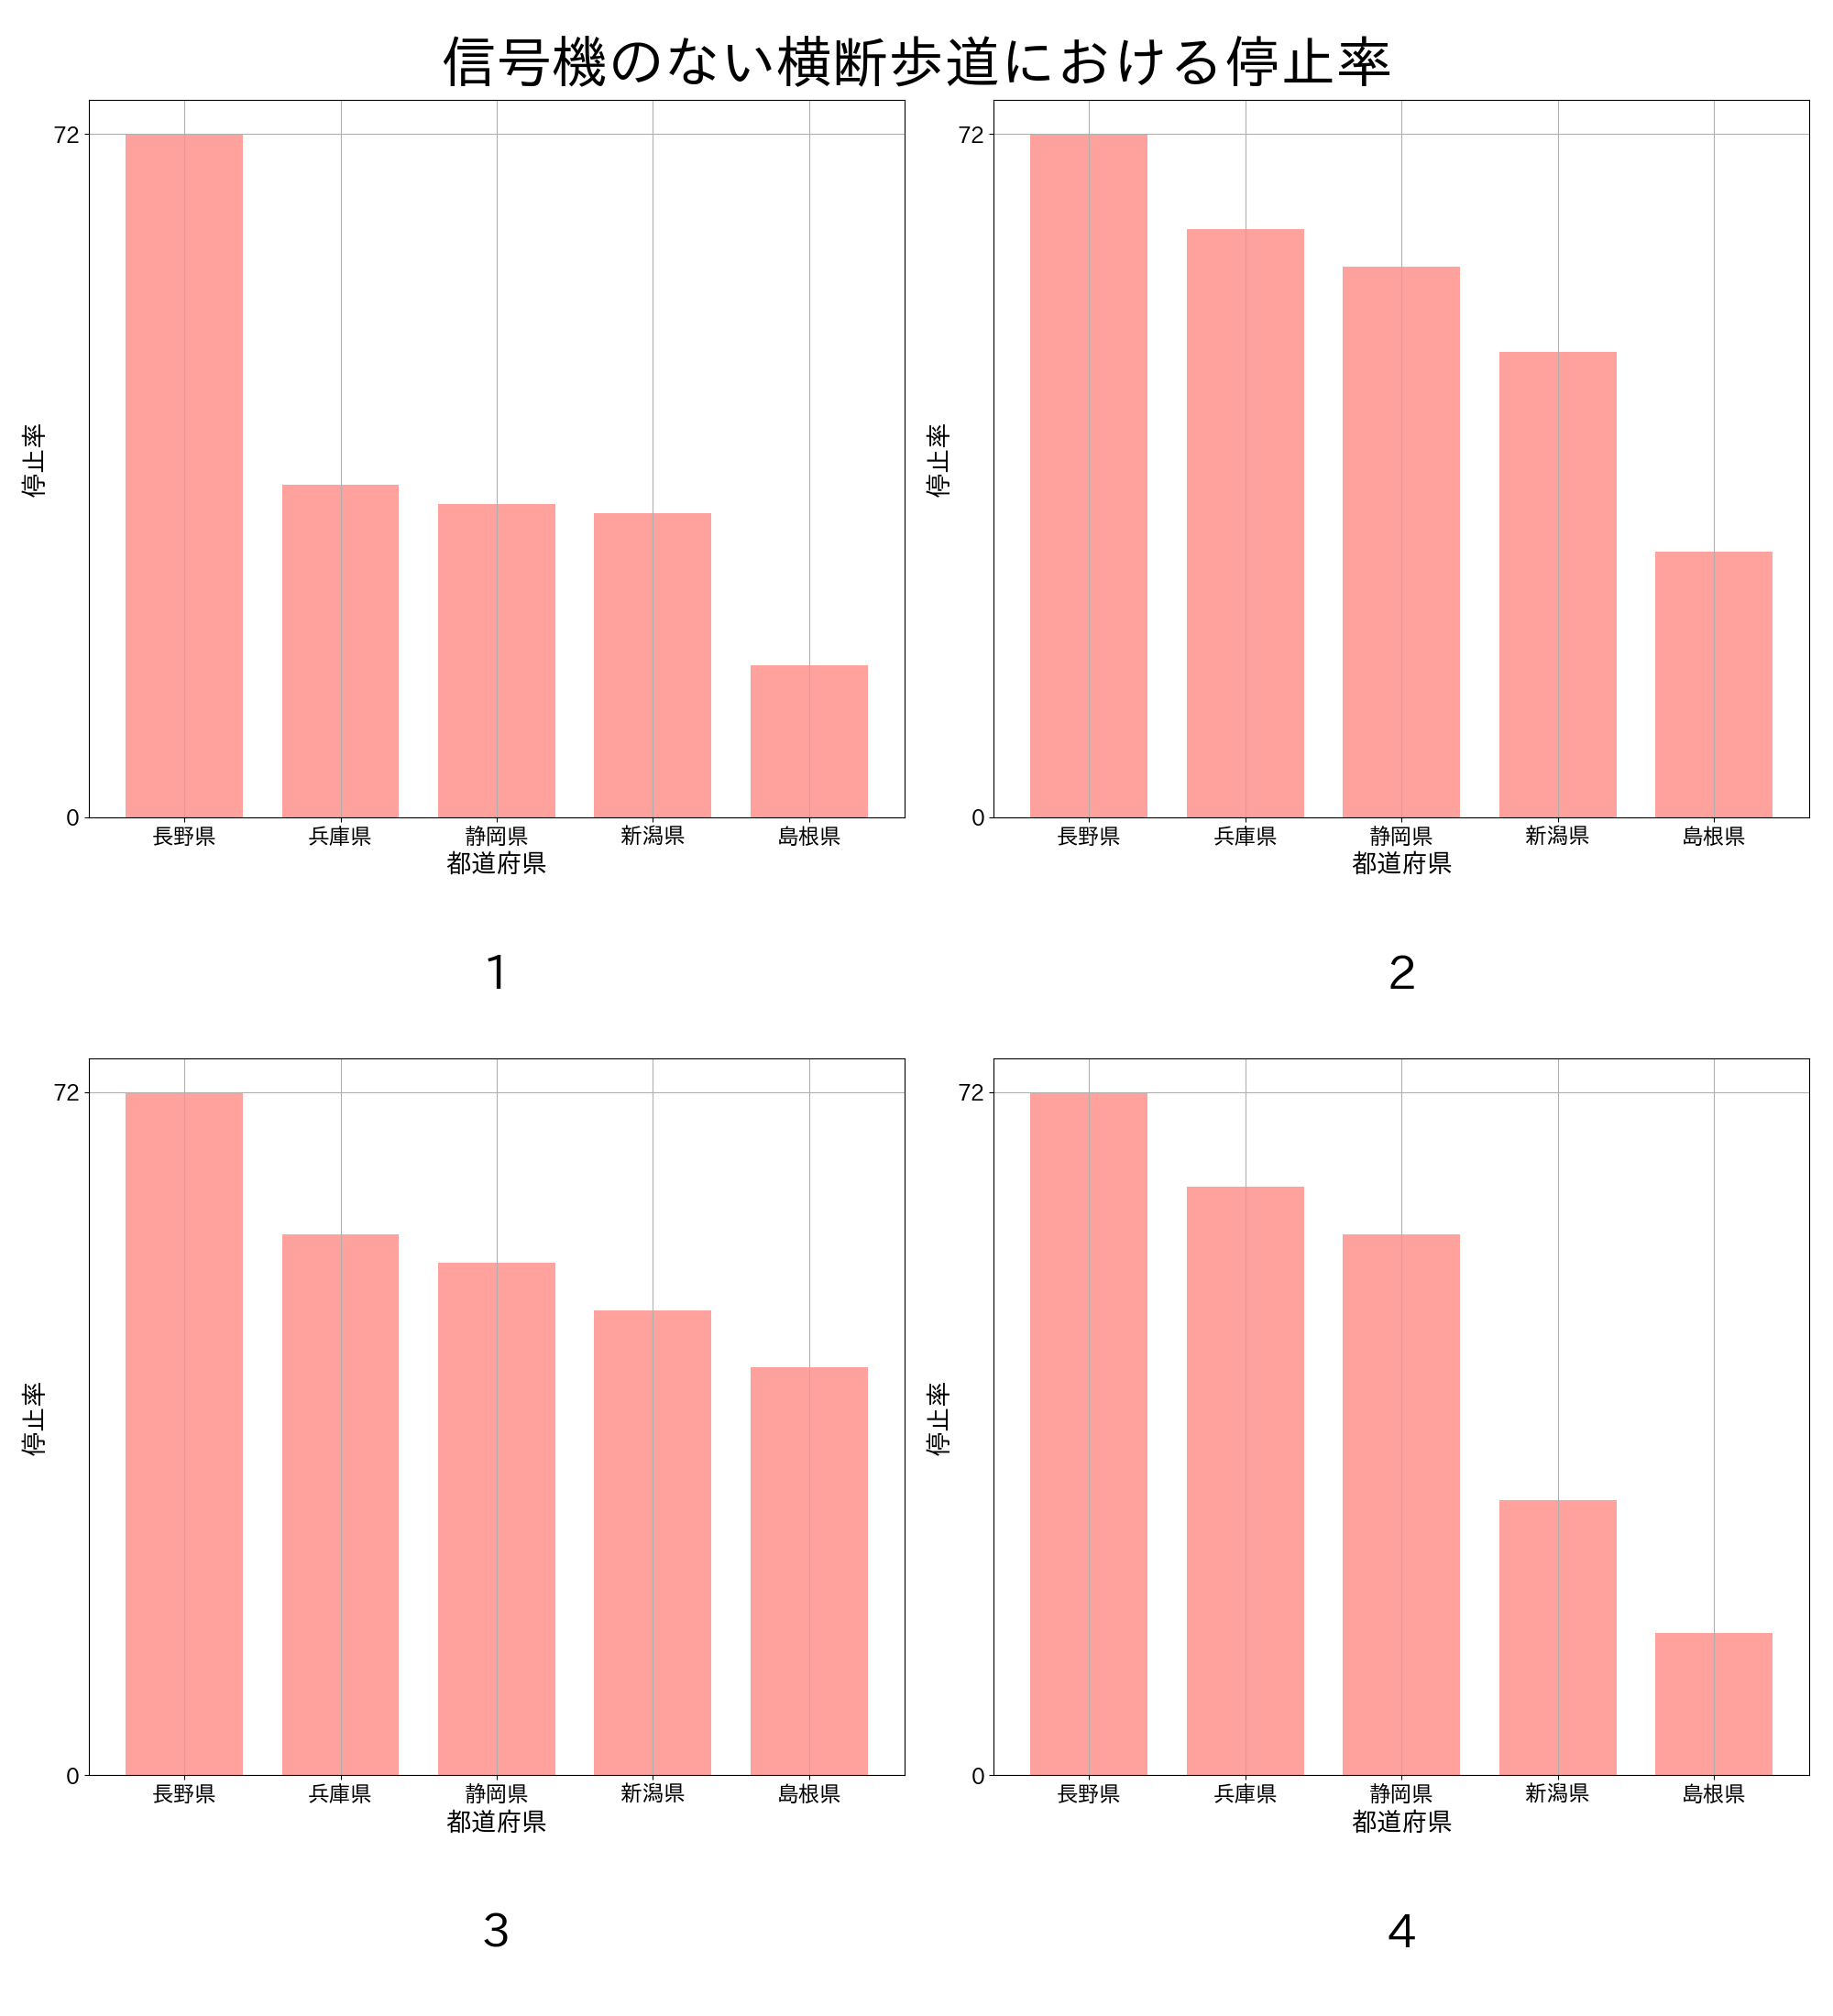 信号機のない横断歩道における停止率
72
停止率
0
長野県 兵庫県 静岡県 新潟県 島根県
都道府県
1
72
停止率
0
長野県 兵庫県 静岡県 新潟県 島根県
都道府県
2
72
停止率
0
長野県 兵庫県 静岡県 新潟県 島根県
都道府県
3
72
停止率
0
長野県 兵庫県 静岡県 新潟県 島根県
都道府県
4